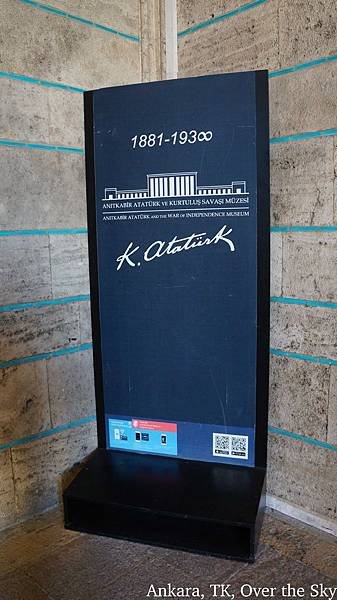 1881-193∞
ANITKABİR ATATÜRK VE KURTULUŞ SAVAŞI MÜZESİ
ANITKABİR ATATÜRK AND THE WAR OF INDEPENDENCE MUSEUM
K. Atatürk
Ankara, TK, Over the Sky